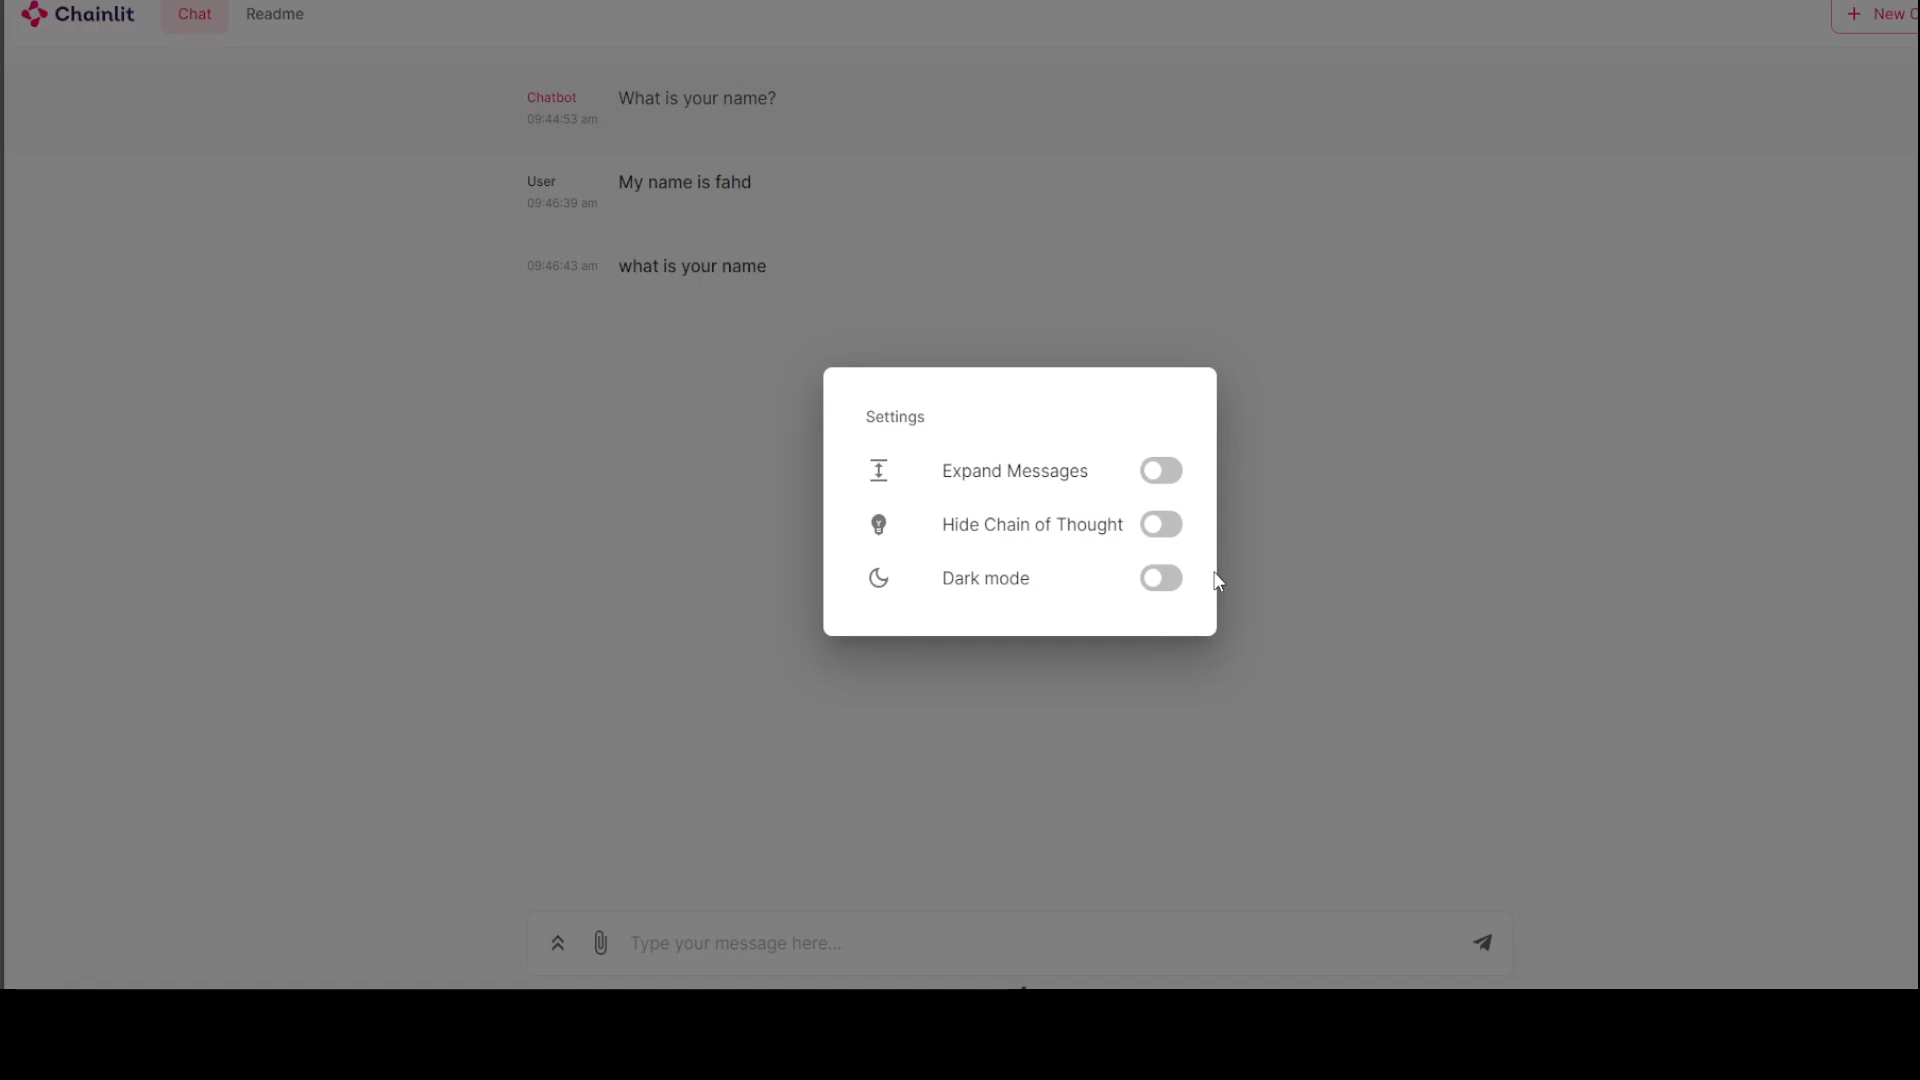 Chainlit Chat Readme + New C
Chatbot What is your name?
09:44:53 am
User My name is fahd
09:46:39 am
09:46:43 am what is your name
Settings
Expand Messages
Hide Chain of Thought
Dark mode
Type your message here...